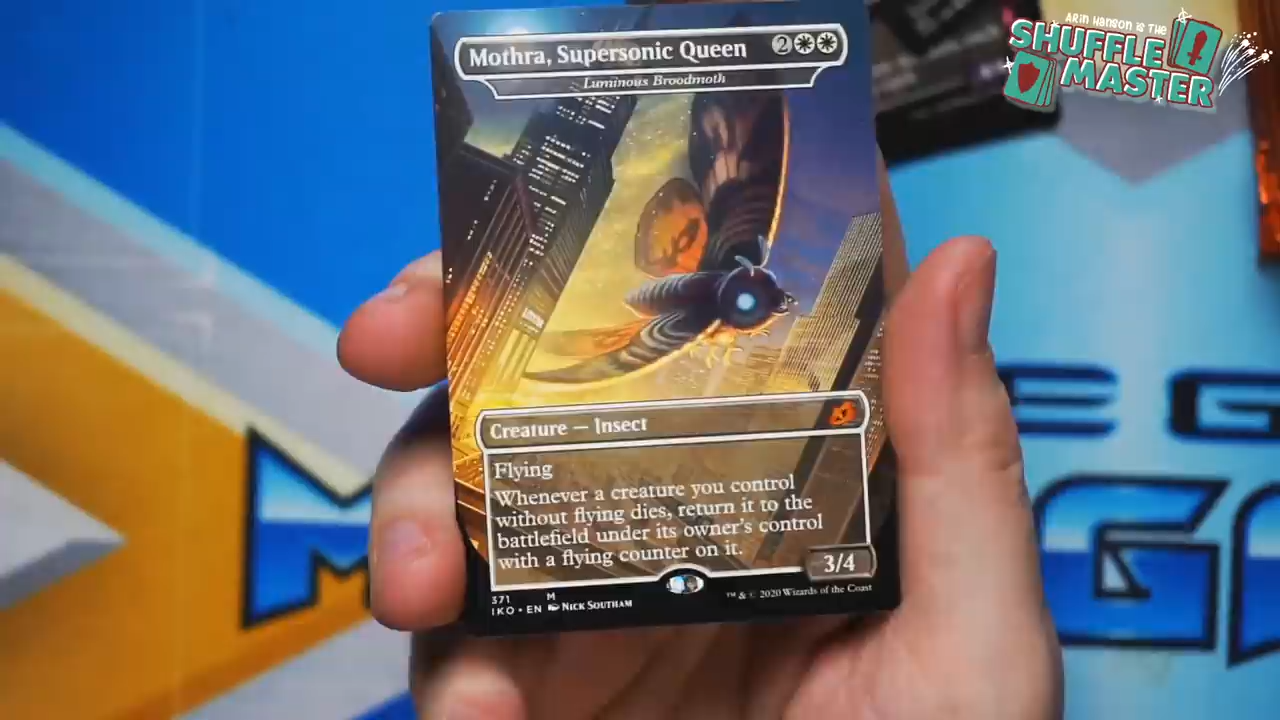 ARIN HANSON IS THE
SHUFFLE
MASTER
Mothra, Supersonic Queen 2
Luminous Broodmoth
Creature — Insect
Flying
Whenever a creature you control
without flying dies, return it to the
battlefield under its owner's control
with a flying counter on it.
3/4
371 M
IKO • EN NICK SOUTHAM
™ & © 2020 Wizards of the Coast